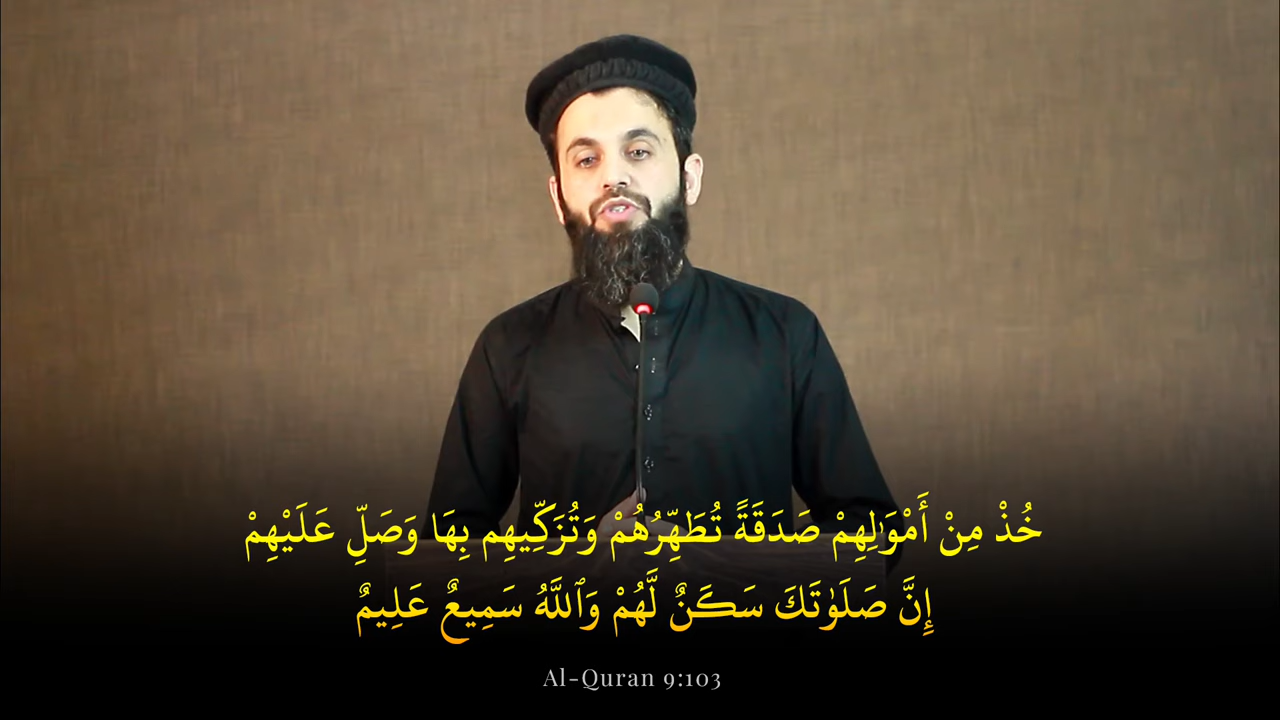 خُذْ مِنْ أَمْوَٰلِهِمْ صَدَقَةً تُطَهِّرُهُمْ وَتُزَكِّيهِم بِهَا وَصَلِّ عَلَيْهِمْ
إِنَّ صَلَوٰتَكَ سَكَنٌ لَّهُمْ وَٱللَّهُ سَمِيعٌ عَلِيمٌ
Al-Quran 9:103